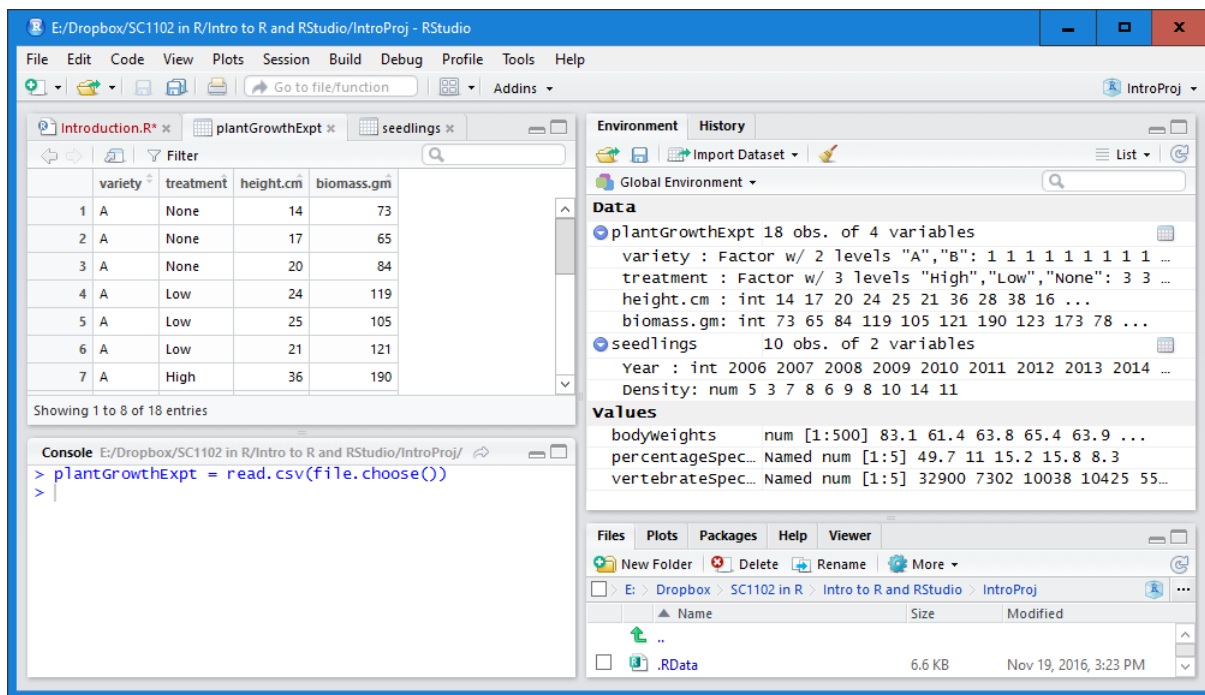 E:/Dropbox/SC1102 in R/Intro to R and RStudio/IntroProj - RStudio
File Edit Code View Plots Session Build Debug Profile Tools Help
Go to file/function Addins IntroProj
Introduction.R* plantGrowthExpt seedlings
Filter
variety treatment height.cm biomass.gm
1 A None 14 73
2 A None 17 65
3 A None 20 84
4 A Low 24 119
5 A Low 25 105
6 A Low 21 121
7 A High 36 190
Showing 1 to 8 of 18 entries
Console E:/Dropbox/SC1102 in R/Intro to R and RStudio/IntroProj/
> plantGrowthExpt = read.csv(file.choose())
>
Environment History
Import Dataset List
Global Environment
Data
plantGrowthExpt 18 obs. of 4 variables
variety : Factor w/ 2 levels "A","B": 1 1 1 1 1 1 1 1 1 …
treatment : Factor w/ 3 levels "High","Low","None": 3 3 …
height.cm : int 14 17 20 24 25 21 36 28 38 16 ...
biomass.gm: int 73 65 84 119 105 121 190 123 173 78 ...
seedlings 10 obs. of 2 variables
Year : int 2006 2007 2008 2009 2010 2011 2012 2013 2014 …
Density: num 5 3 7 8 6 9 8 10 14 11
Values
bodyWeights num [1:500] 83.1 61.4 63.8 65.4 63.9 ...
percentageSpec… Named num [1:5] 49.7 11 15.2 15.8 8.3
vertebrateSpec… Named num [1:5] 32900 7302 10038 10425 55…
Files Plots Packages Help Viewer
New Folder Delete Rename More
E: Dropbox SC1102 in R Intro to R and RStudio IntroProj ...
Name Size Modified
..
.RData 6.6 KB Nov 19, 2016, 3:23 PM